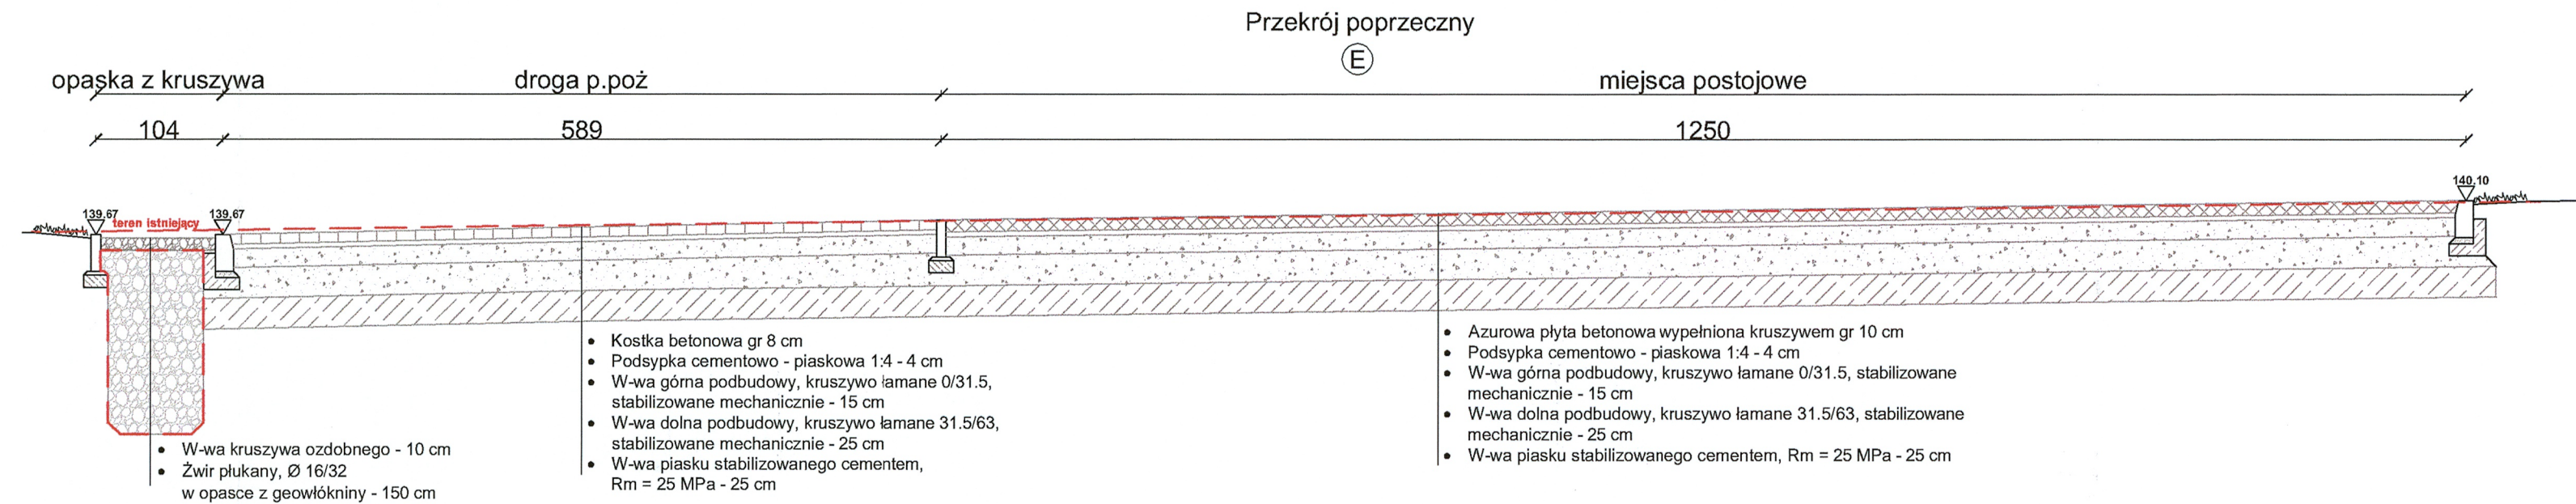 Przekrój poprzeczny
E
opaska z kruszywa
droga p.poż
miejsca postojowe
104
589
1250
139.67
teren istniejący
139.67
140.10
• Kostka betonowa gr 8 cm
• Podsypka cementowo - piaskowa 1:4 - 4 cm
• W-wa górna podbudowy, kruszywo łamane 0/31.5,
stabilizowane mechanicznie - 15 cm
• W-wa dolna podbudowy, kruszywo łamane 31.5/63,
stabilizowane mechanicznie - 25 cm
• W-wa piasku stabilizowanego cementem,
Rm = 25 MPa - 25 cm
• Azurowa płyta betonowa wypełniona kruszywem gr 10 cm
• Podsypka cementowo - piaskowa 1:4 - 4 cm
• W-wa górna podbudowy, kruszywo łamane 0/31.5, stabilizowane
mechanicznie - 15 cm
• W-wa dolna podbudowy, kruszywo łamane 31.5/63, stabilizowane
mechanicznie - 25 cm
• W-wa piasku stabilizowanego cementem, Rm = 25 MPa - 25 cm
• W-wa kruszywa ozdobnego - 10 cm
• Żwir płukany, Ø 16/32
w opasce z geowłókniny - 150 cm